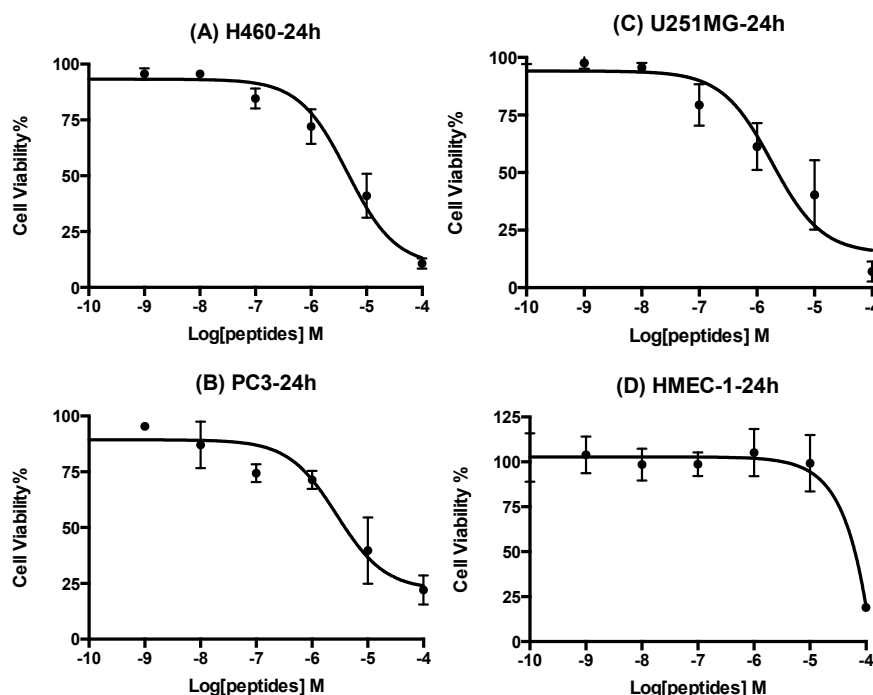 (A) H460-24h
100
75
50
25
0
Cell Viability%
-10 -9 -8 -7 -6 -5 -4
Log[peptides] M
(C) U251MG-24h
100
75
50
25
0
Cell Viability%
-10 -9 -8 -7 -6 -5 -4
Log[peptides] M
(B) PC3-24h
100
75
50
25
0
Cell Viability%
-10 -9 -8 -7 -6 -5 -4
Log[peptides] M
(D) HMEC-1-24h
125
100
75
50
25
0
Cell Viability %
-10 -9 -8 -7 -6 -5 -4
Log[peptides] M